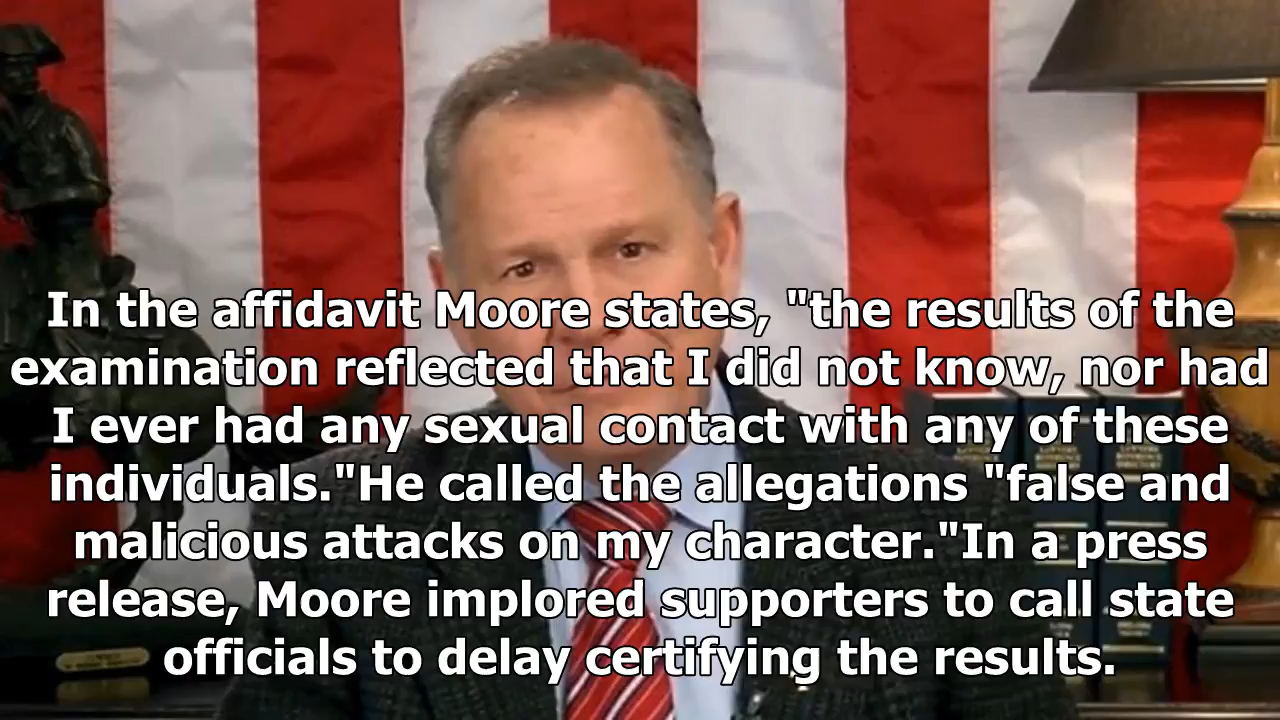 In the affidavit Moore states, "the results of the
examination reflected that I did not know, nor had
I ever had any sexual contact with any of these
individuals."He called the allegations "false and
malicious attacks on my character."In a press
release, Moore implored supporters to call state
officials to delay certifying the results.